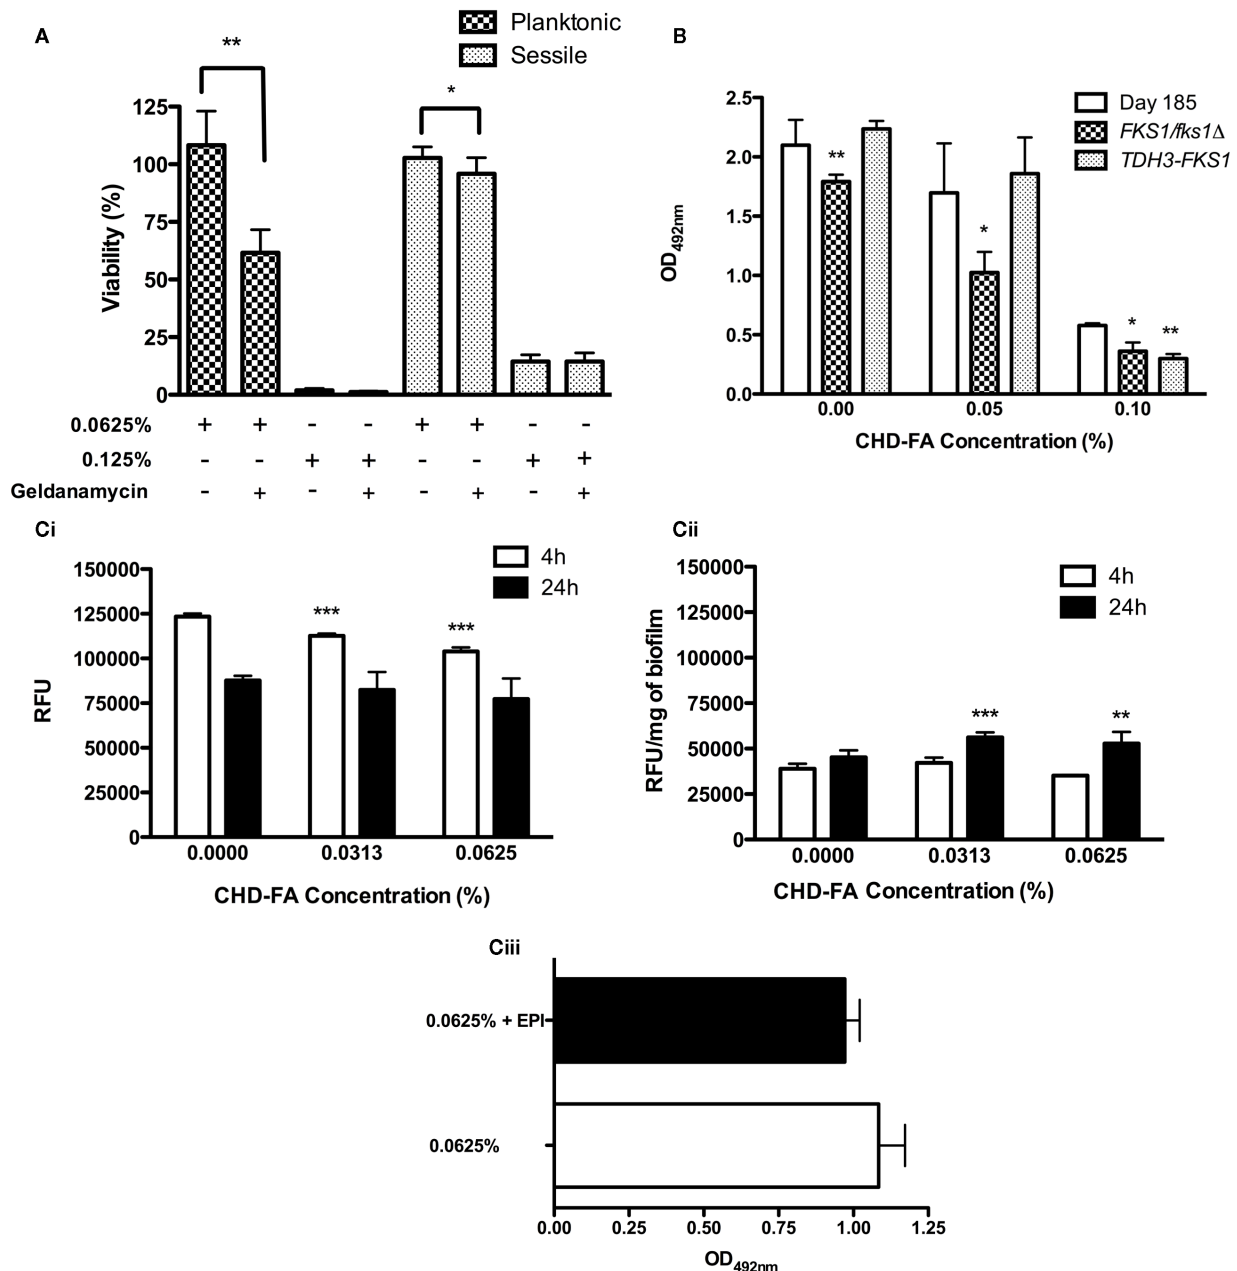 A
**
Planktonic
Sessile
*
125
100
75
50
25
0
Viability (%)
0.0625% + + - - + + - -
0.125% - - + + - - + +
Geldanamycin - + - + - + - +
B
Day 185
FKS1/fks1Δ
TDH3-FKS1
2.5
2.0
1.5
1.0
0.5
0.0
OD492nm
**
*
*
**
0.00 0.05 0.10
CHD-FA Concentration (%)
Ci
4h
24h
150000
125000
100000
75000
50000
25000
0
RFU
***
***
0.0000 0.0313 0.0625
CHD-FA Concentration (%)
Cii
4h
24h
150000
125000
100000
75000
50000
25000
0
RFU/mg of biofilm
***
**
0.0000 0.0313 0.0625
CHD-FA Concentration (%)
Ciii
0.0625% + EPI
0.0625%
0.00 0.25 0.50 0.75 1.00 1.25
OD492nm